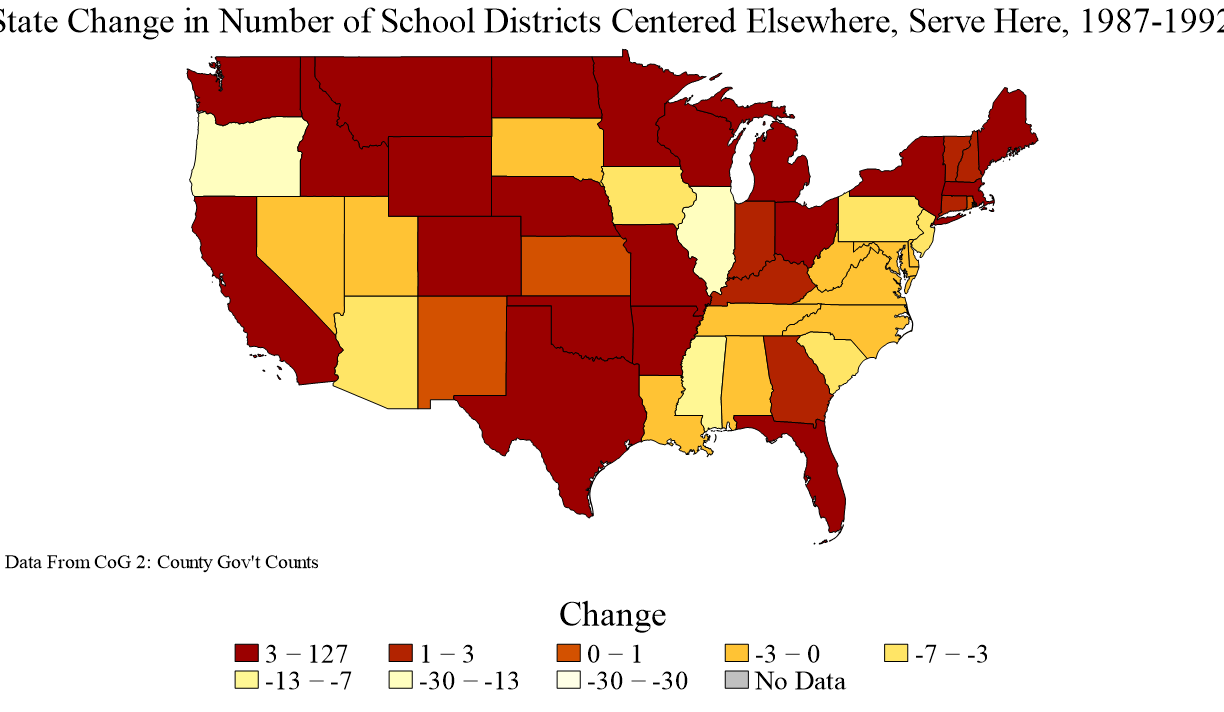 State Change in Number of School Districts Centered Elsewhere, Serve Here, 1987-1992
Data From CoG 2: County Gov't Counts
Change
3 − 127 1 − 3 0 − 1 -3 − 0 -7 − -3
-13 − -7 -30 − -13 -30 − -30 No Data